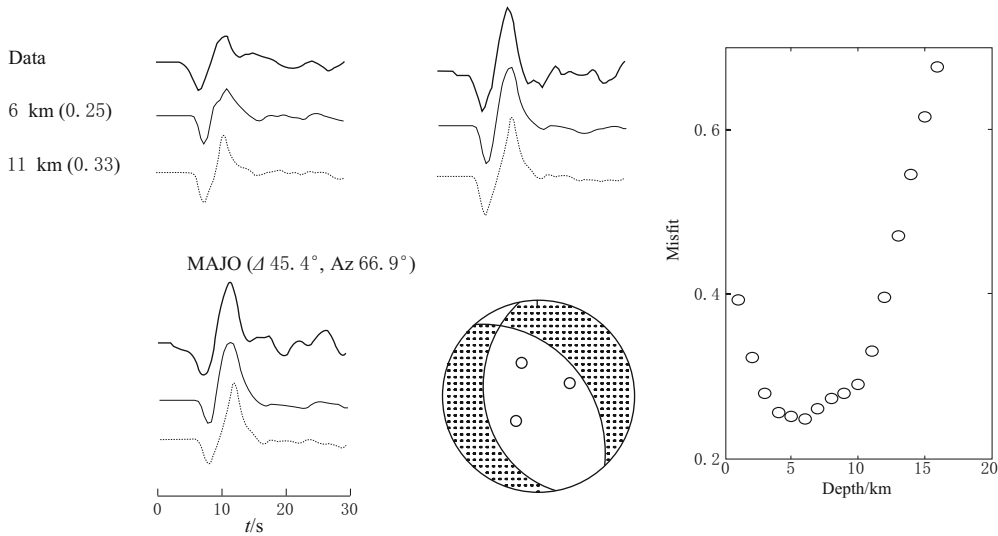 Data
6 km (0.25)
11 km (0.33)
MAJO (Δ 45.4°, Az 66.9°)
0 10 20 30
t/s
Misfit
0.6
0.4
0.2
0 5 10 15 20
Depth/km